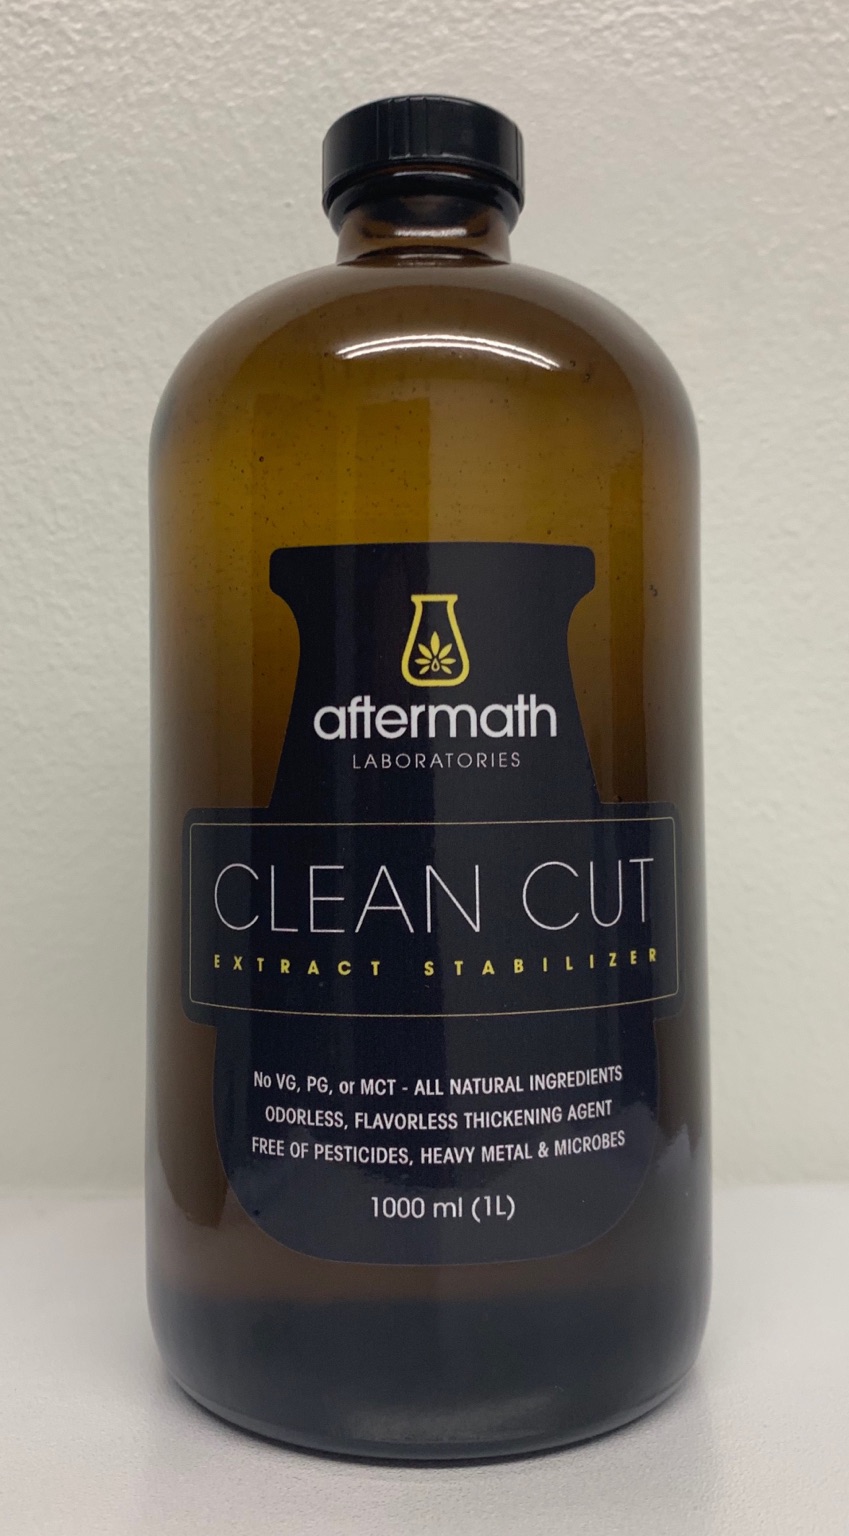 aftermath
LABORATORIES
CLEAN CUT
EXTRACT STABILIZER
No VG, PG, or MCT - ALL NATURAL INGREDIENTS
ODORLESS, FLAVORLESS THICKENING AGENT
FREE OF PESTICIDES, HEAVY METAL & MICROBES
1000 ml (1L)